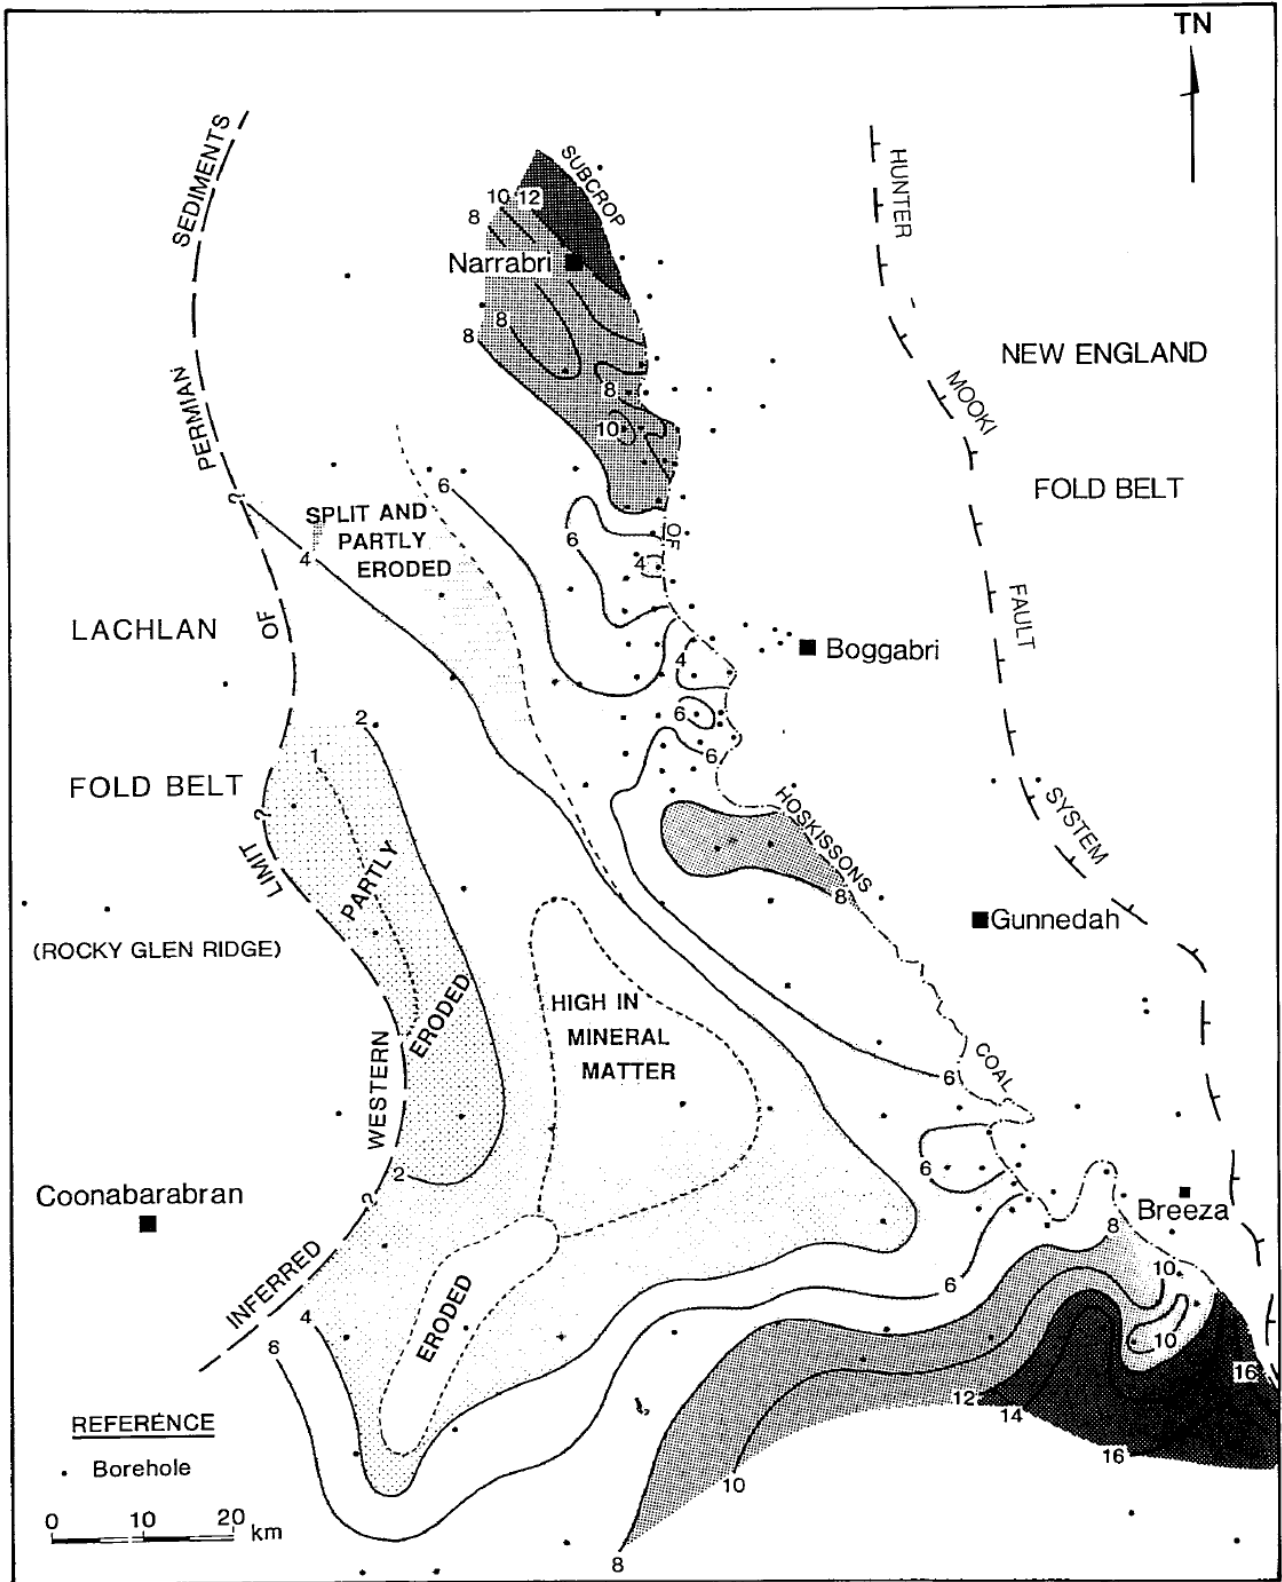 TN
SEDIMENTS
SUBCROP
HUNTER
10
12
8
Narrabri
8
8
NEW ENGLAND
PERMIAN
MOOKI
8
10
6
FOLD BELT
?
SPLIT AND
PARTLY
ERODED
6
OF
4
4
FAULT
LACHLAN
OF
Boggabri
4
2
6
1
6
FOLD BELT
?
HOSKISSONS
SYSTEM
LIMIT
PARTLY
8
Gunnedah
(ROCKY GLEN RIDGE)
HIGH IN
MINERAL
MATTER
ERODED
COAL
6
WESTERN
6
2
Coonabarabran
?
Breeza
8
INFERRED
10
6
4
ERODED
10
6
16
12
14
REFERENCE
16
Borehole
10
0 10 20 km
8